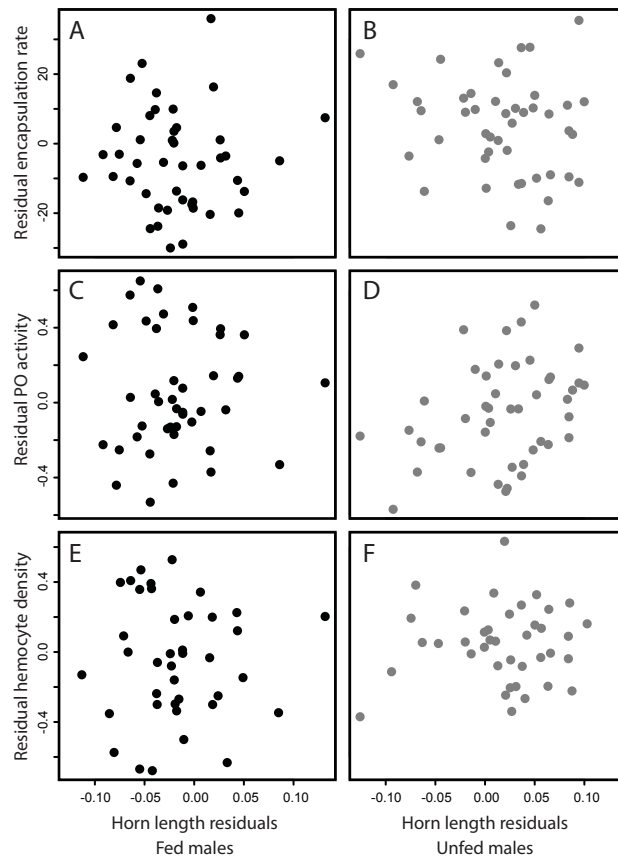 A
B
Residual encapsulation rate
20
0
-20
C
D
Residual PO activity
0.4
0.0
-0.4
E
F
Residual hemocyte density
0.4
0.0
-0.4
-0.10 -0.05 0.00 0.05 0.10
-0.10 -0.05 0.00 0.05 0.10
Horn length residuals
Horn length residuals
Fed males
Unfed males